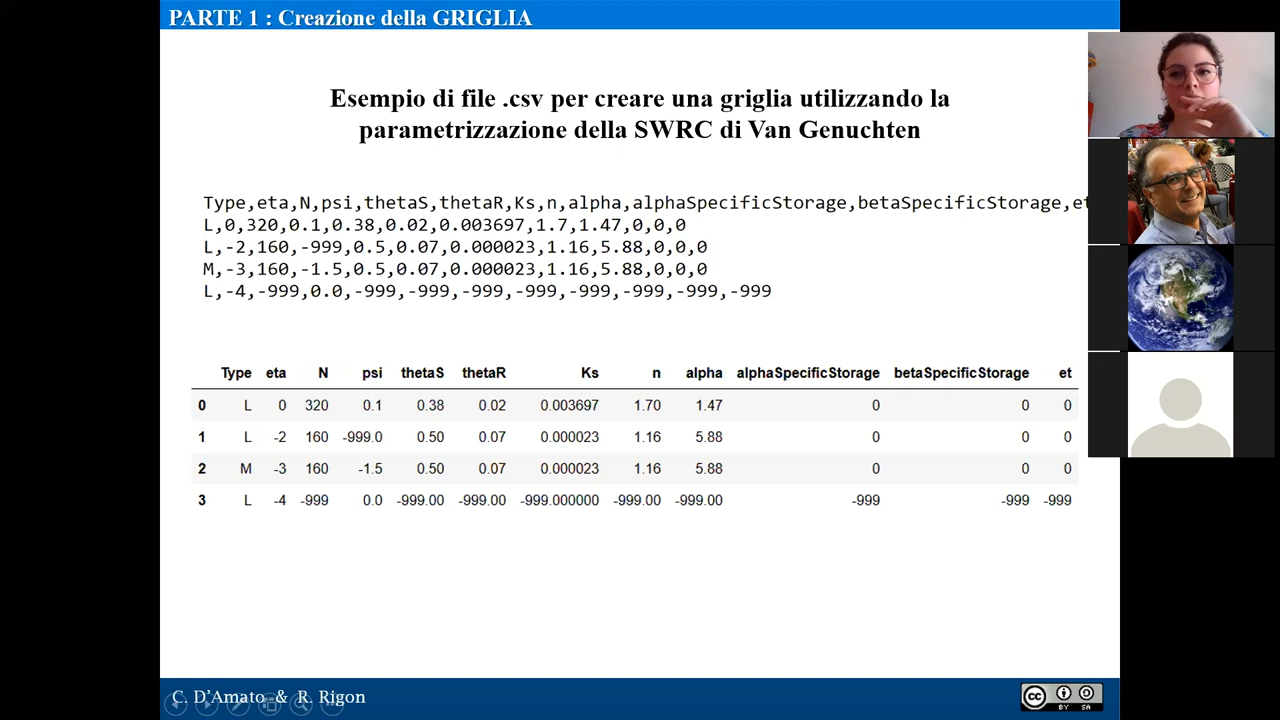 PARTE 1 : Creazione della GRIGLIA
Esempio di file .csv per creare una griglia utilizzando la
parametrizzazione della SWRC di Van Genuchten
Type,eta,N,psi,thetaS,thetaR,Ks,n,alpha,alphaSpecificStorage,betaSpecificStorage,et
L,0,320,0.1,0.38,0.02,0.003697,1.7,1.47,0,0,0
L,-2,160,-999,0.5,0.07,0.000023,1.16,5.88,0,0,0
M,-3,160,-1.5,0.5,0.07,0.000023,1.16,5.88,0,0,0
L,-4,-999,0.0,-999,-999,-999,-999,-999,-999,-999,-999
Type eta N psi thetaS thetaR Ks n alpha alphaSpecificStorage betaSpecificStorage et
0 L 0 320 0.1 0.38 0.02 0.003697 1.70 1.47 0 0 0
1 L -2 160 -999.0 0.50 0.07 0.000023 1.16 5.88 0 0 0
2 M -3 160 -1.5 0.50 0.07 0.000023 1.16 5.88 0 0 0
3 L -4 -999 0.0 -999.00 -999.00 -999.000000 -999.00 -999.00 -999 -999 -999
C. D'Amato & R. Rigon
cc BY SA